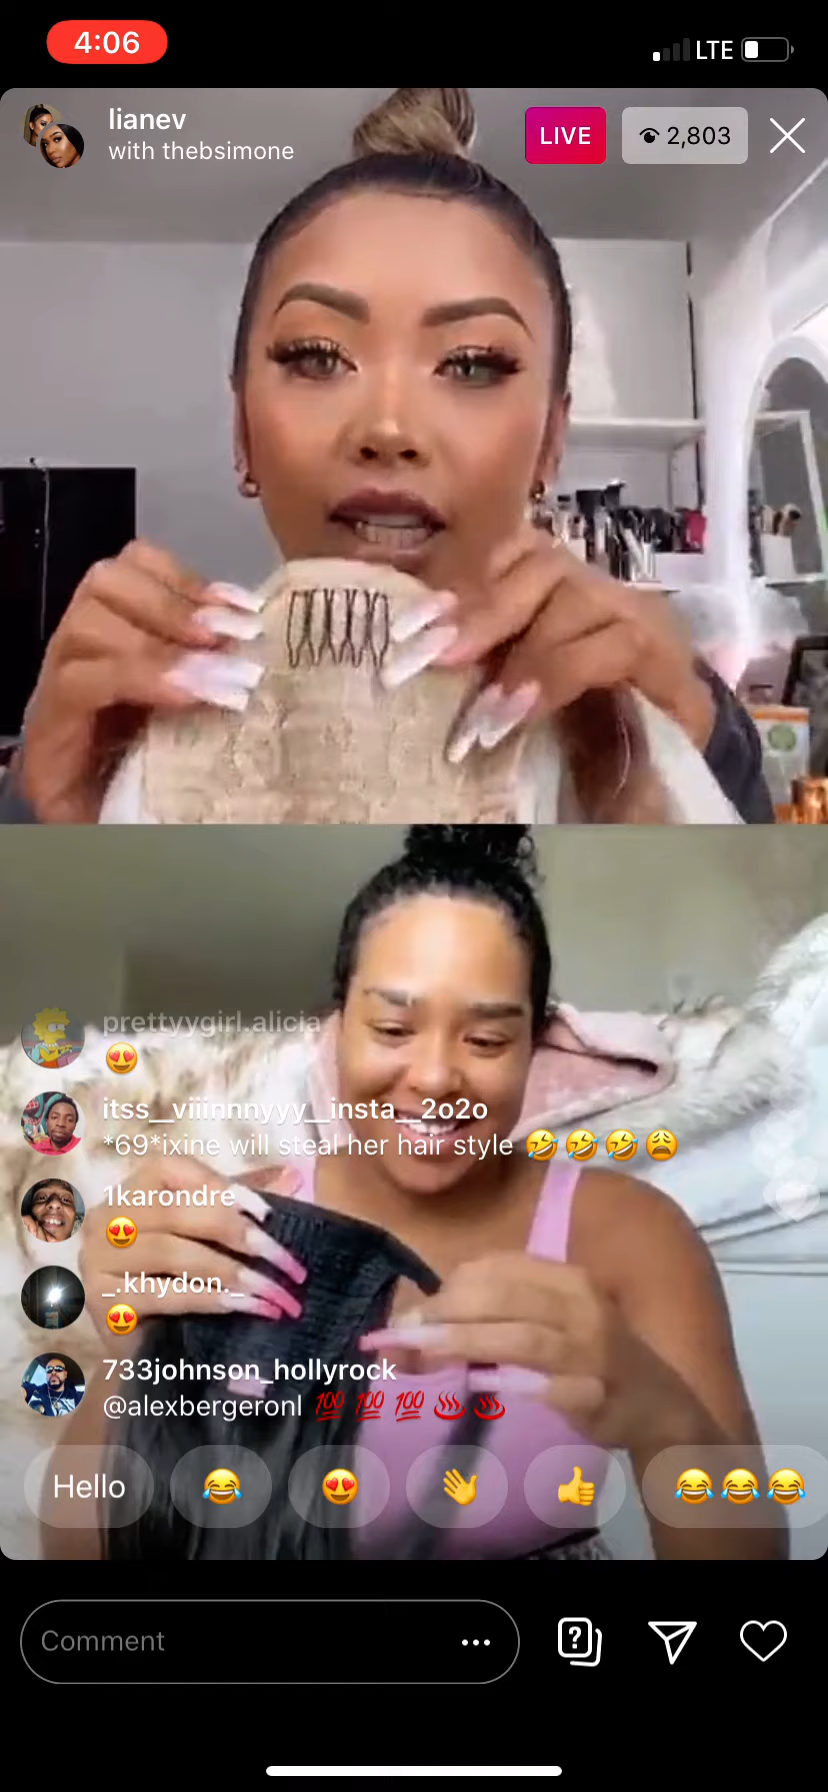 4:06
LTE
lianev
with thebsimone
LIVE
2,803
prettyygirl.alicia
😍
itss__viiinnnyyy__insta__2o2o
*69*ixine will steal her hair style 🤣🤣🤣😩
1karondre
😍
_.khydon._
😍
733johnson_hollyrock
@alexbergeronl 💯💯💯♨️♨️
Hello 😂 😍 👋 👍 😂😂😂
Comment